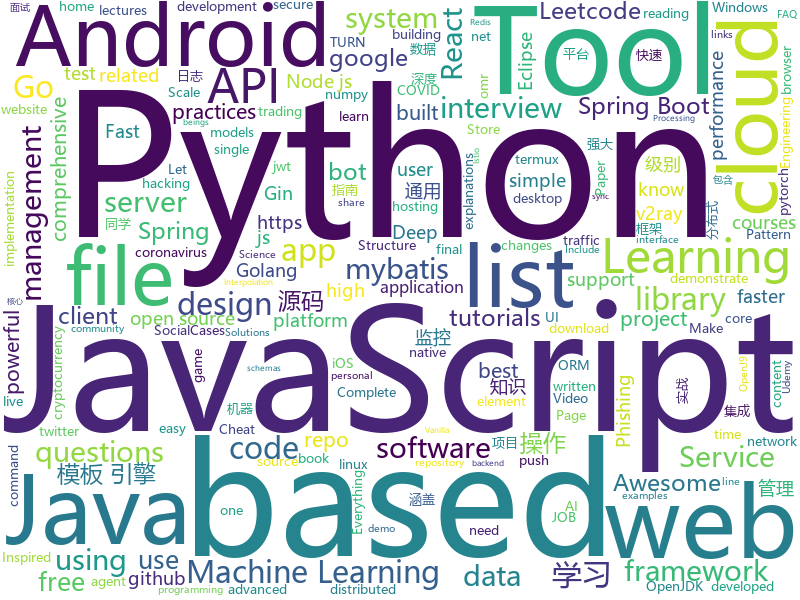 Android
Tool
Python
JavaScript
based
Java
web
cloud
file
list
Learning
API
React
Leetcode
Windows
Redis
FAQ
面试
home
lectures
development
secure
building
reading
links
TURN
net
数据
平台
快速
system
google
Eclipse
Go
test
related
日志
Node js
Scale
practices
trading
numpy
深度
COVID
omr
interview
Spring Boot
performance
browser
Engineering
website
comprehensive
Fast
models
beings
built
learn
Store
Processing
Istio
强大
包含
pytorch
management
server
single
bot
user
termux
Paper
级别
sync
implementation
jwt
Let
Gin
指南
通用
simple
desktop
know
分布式
courses
同学
hacking
share
hosting
explanations
v2ray
框架
interface
Pattern
Spring
https
Deep
Structure
final
changes
traffic
Include
coronavirus
js
Science
app
Golang
mybatis
support
demonstrate
Interpolation
high
application
library
faster
design
源码
client
open source
platform
tutorials
UI
download
project
Make
core
powerful
SocialCases
Solutions
监控
native
ORM
live
community
cryptocurrency
game
iOS
personal
best
知识
written
Video
Page
schemas
Complete
element
Phishing
实战
OpenJ9
content
Udemy
机器
集成
twitter
easy
Cheat
Vanilla
time
questions
code
repo
software
操作
network
source
book
linux
项目
push
repository
backend
Service
模板 引擎
command
Everything
涵盖
Awesome
line
管理
Inspired
using
use
one
demo
AI
JOB
need
examples
free
agent
github
Machine Learning
data
学习
framework
programming
advanced
distributed
OpenJDK
developed